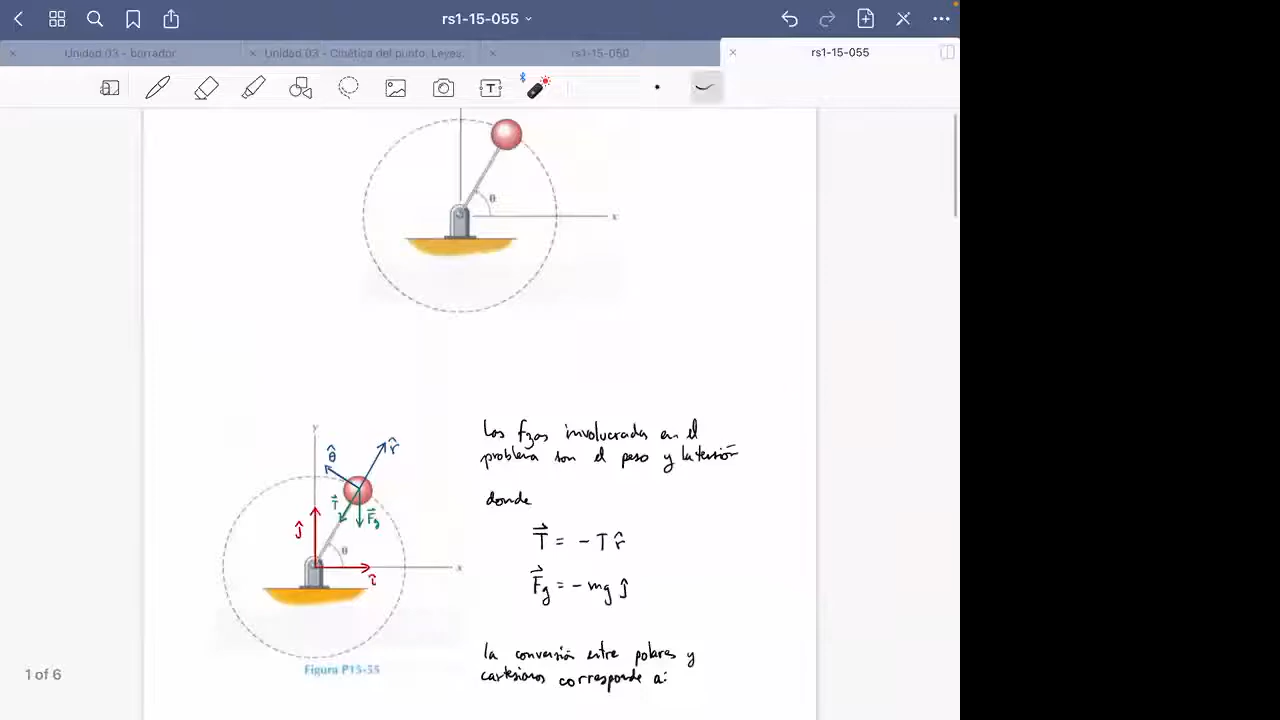 rs1-15-055
Unidad 03 - borrador
Unidad 03 - Cinética del punto. Leyes.
rs1-15-050
rs1-15-055
T
θ
x
Las fzas involucradas en el
problema son el peso y la tensión
donde
T⃗ = - T r̂
F⃗g = - mg ĵ
la conversión entre polares y
cartesianos corresponde a:
y
θ̂
r̂
T⃗
F⃗g
ĵ
θ
î
x
Figura P15-55
1 of 6